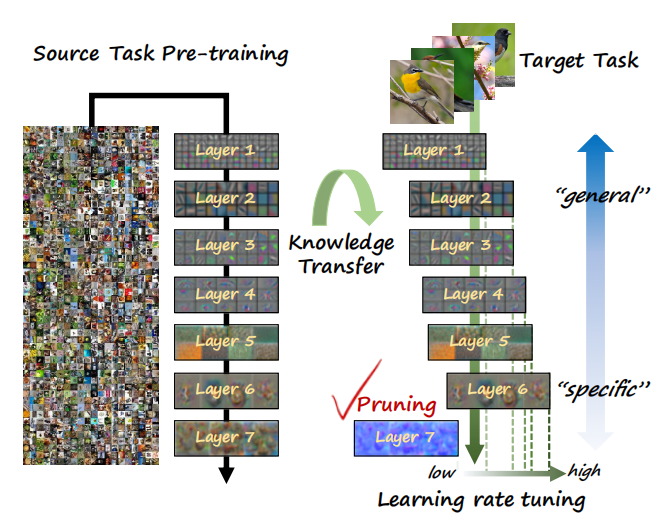 Source Task Pre-training
Target Task
Layer 1
Layer 2
Layer 3
Layer 4
Layer 5
Layer 6
Layer 7
Knowledge
Transfer
Layer 1
Layer 2
Layer 3
Layer 4
Layer 5
Layer 6
Pruning
Layer 7
"general"
"specific"
low
high
Learning rate tuning